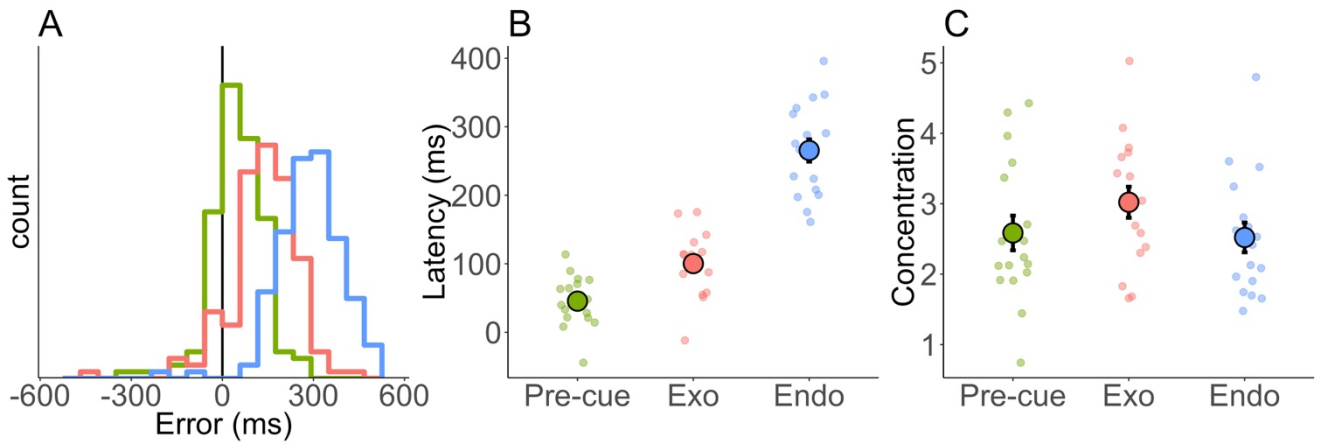 A
count
-600
-300
0
300
600
Error (ms)
B
Latency (ms)
400
300
200
100
0
Pre-cue
Exo
Endo
C
Concentration
5
4
3
2
1
Pre-cue
Exo
Endo